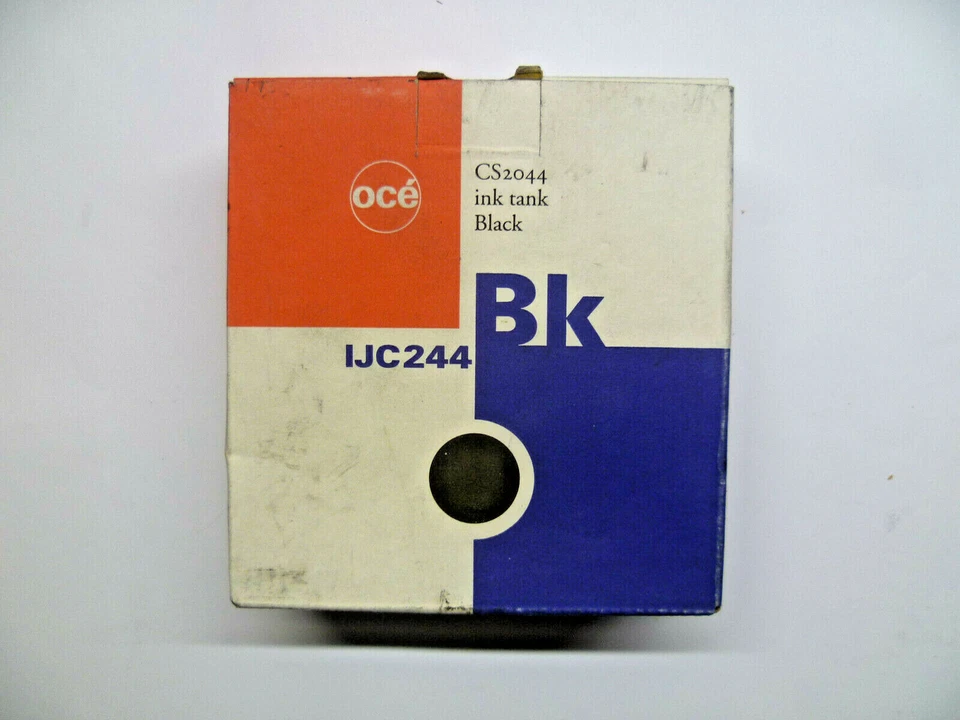 océ
CS2044
ink tank
Black
Bk
IJC244